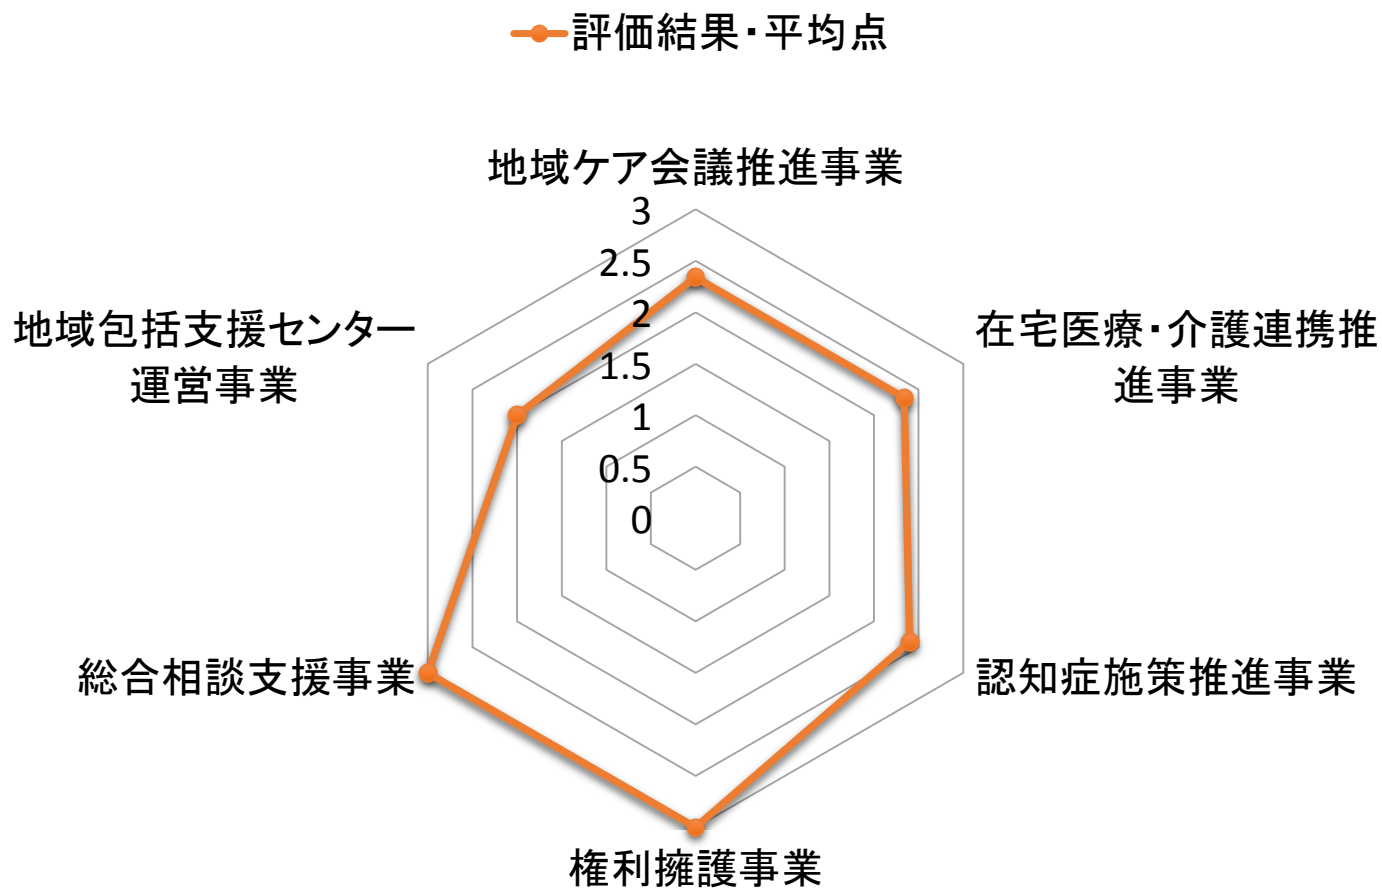 評価結果・平均点
地域ケア会議推進事業
3
2.5
2
1.5
1
0.5
0
在宅医療・介護連携推
進事業
認知症施策推進事業
権利擁護事業
総合相談支援事業
地域包括支援センター
運営事業